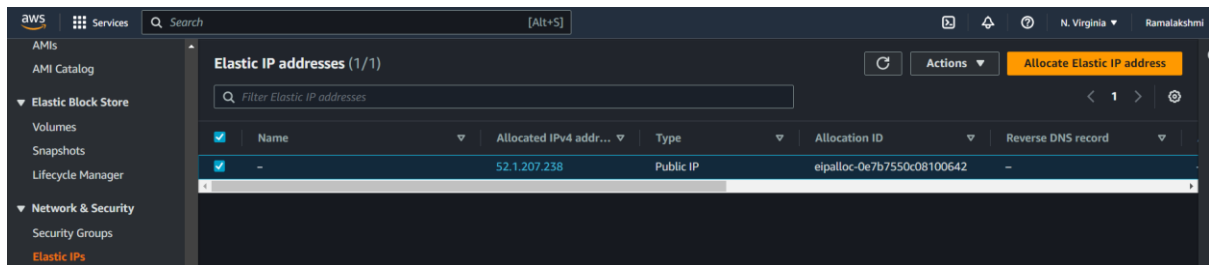 aws Services Search [Alt+S] N. Virginia ▼ Ramalakshmi
AMIs
AMI Catalog
▼ Elastic Block Store
Volumes
Snapshots
Lifecycle Manager
▼ Network & Security
Security Groups
Elastic IPs
Elastic IP addresses (1/1) Actions ▼ Allocate Elastic IP address
Filter Elastic IP addresses < 1 >
Name Allocated IPv4 addr... Type Allocation ID Reverse DNS record
– 52.1.207.238 Public IP eipalloc-0e7b7550c08100642 –